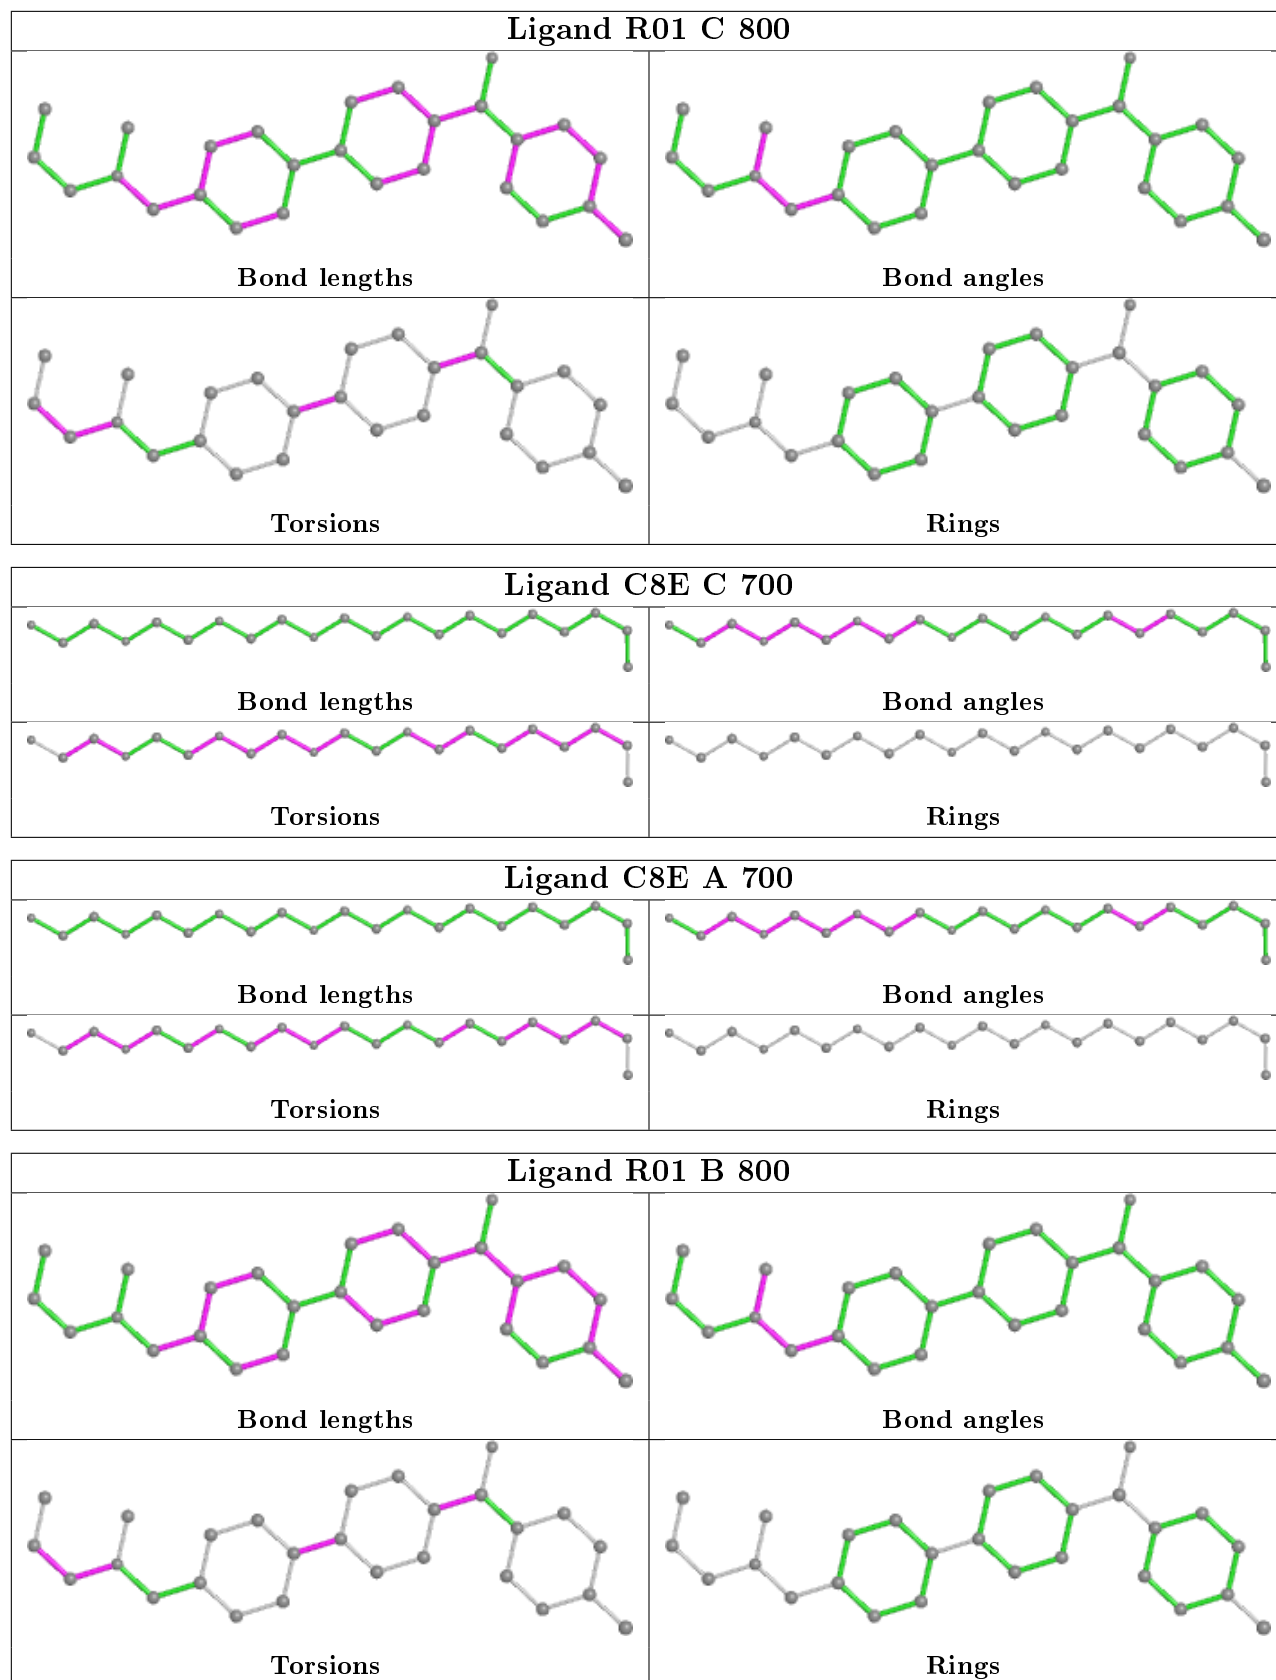 Ligand R01 C 800
Bond lengths
Bond angles
Torsions
Rings
Ligand C8E C 700
Bond lengths
Bond angles
Torsions
Rings
Ligand C8E A 700
Bond lengths
Bond angles
Torsions
Rings
Ligand R01 B 800
Bond lengths
Bond angles
Torsions
Rings